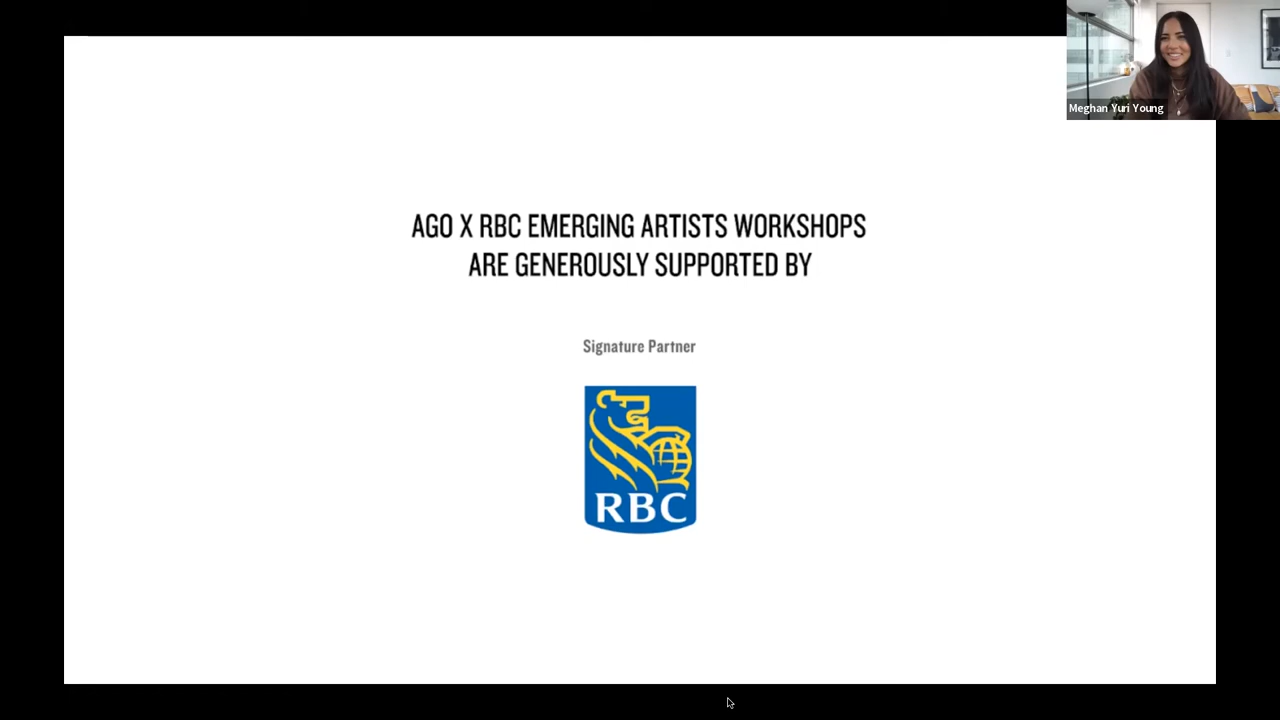 Meghan Yuri Young
AGO X RBC EMERGING ARTISTS WORKSHOPS
ARE GENEROUSLY SUPPORTED BY
Signature Partner
RBC